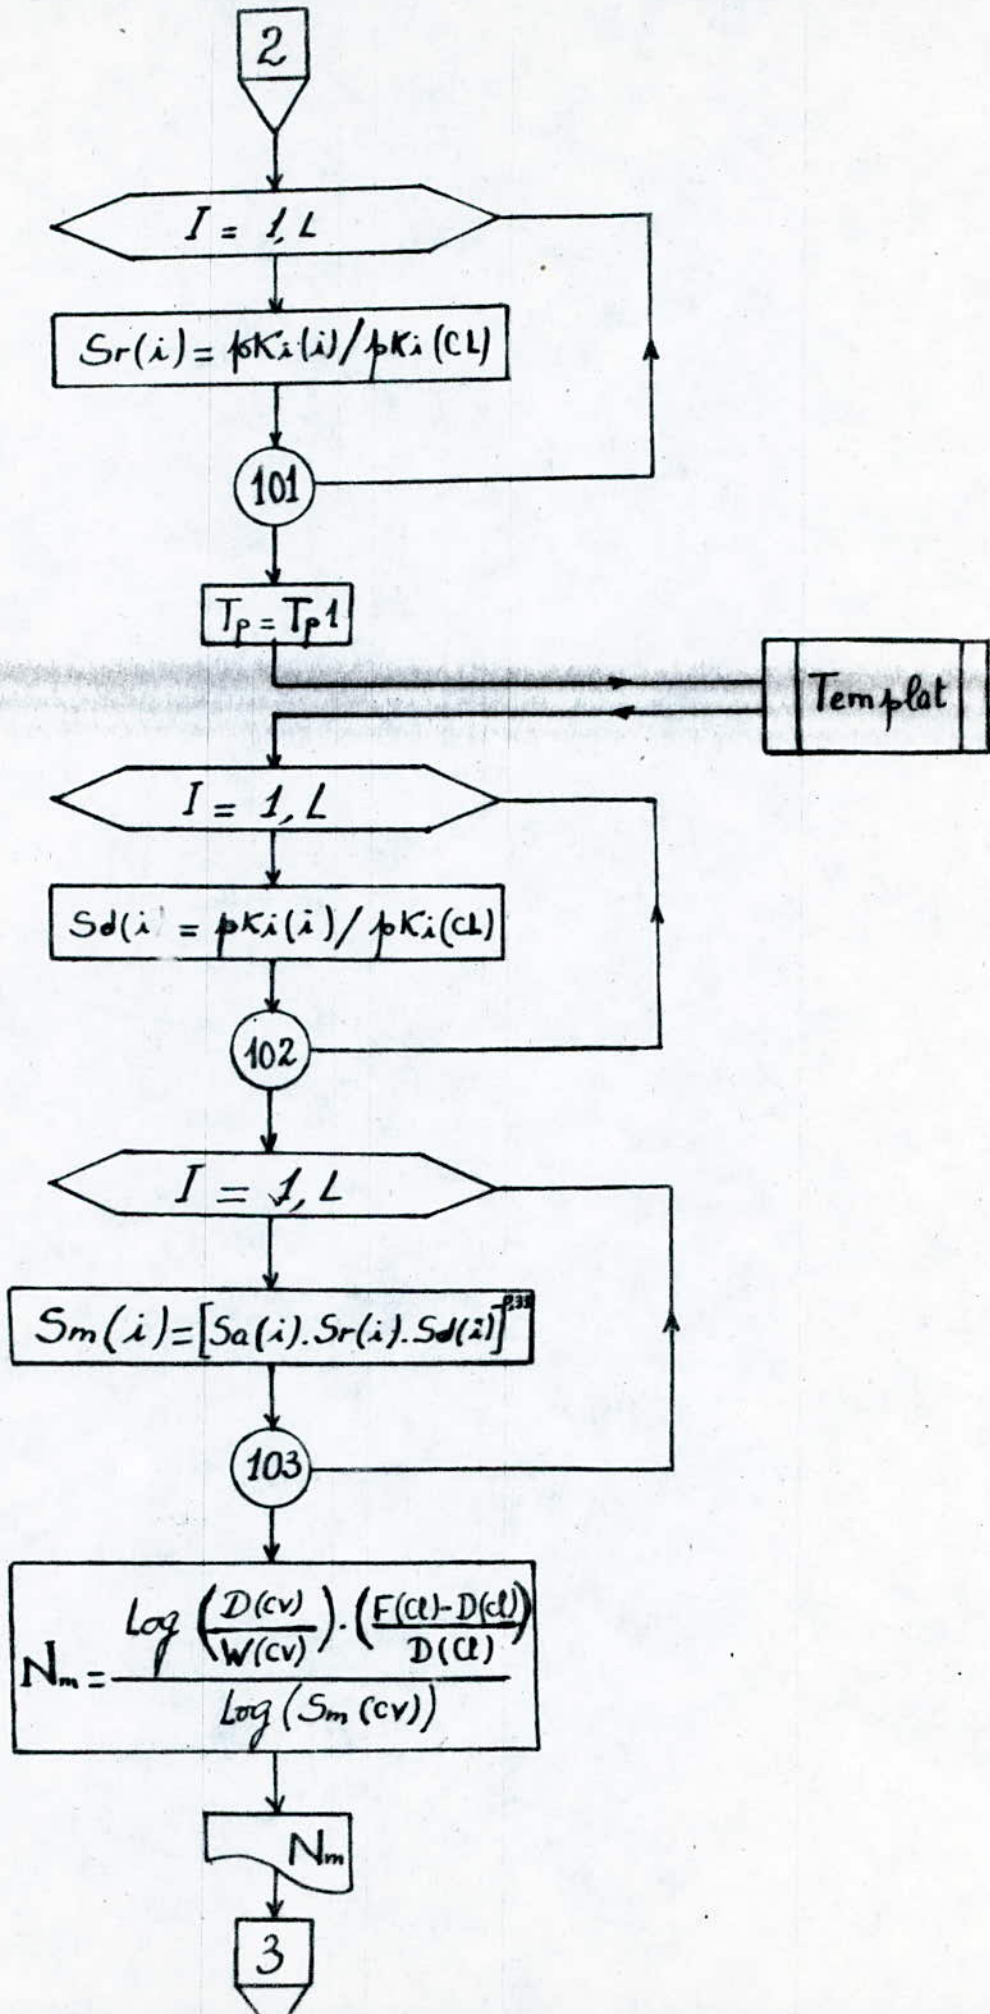 2
I = 1, L
Sr(i) = pKi(i) / pKi(CL)
101
Tp = Tp1
Templat
I = 1, L
Sd(i = pKi(i) / pKi(CL)
102
I = 1, L
Sm(i) = [Sa(i).Sr(i).Sd(i)]
103
Nm = Log (D(CV)/W(CV)).(F(Cl)-D(cl)/D(Cl)) / Log (Sm(CV))
Nm
3